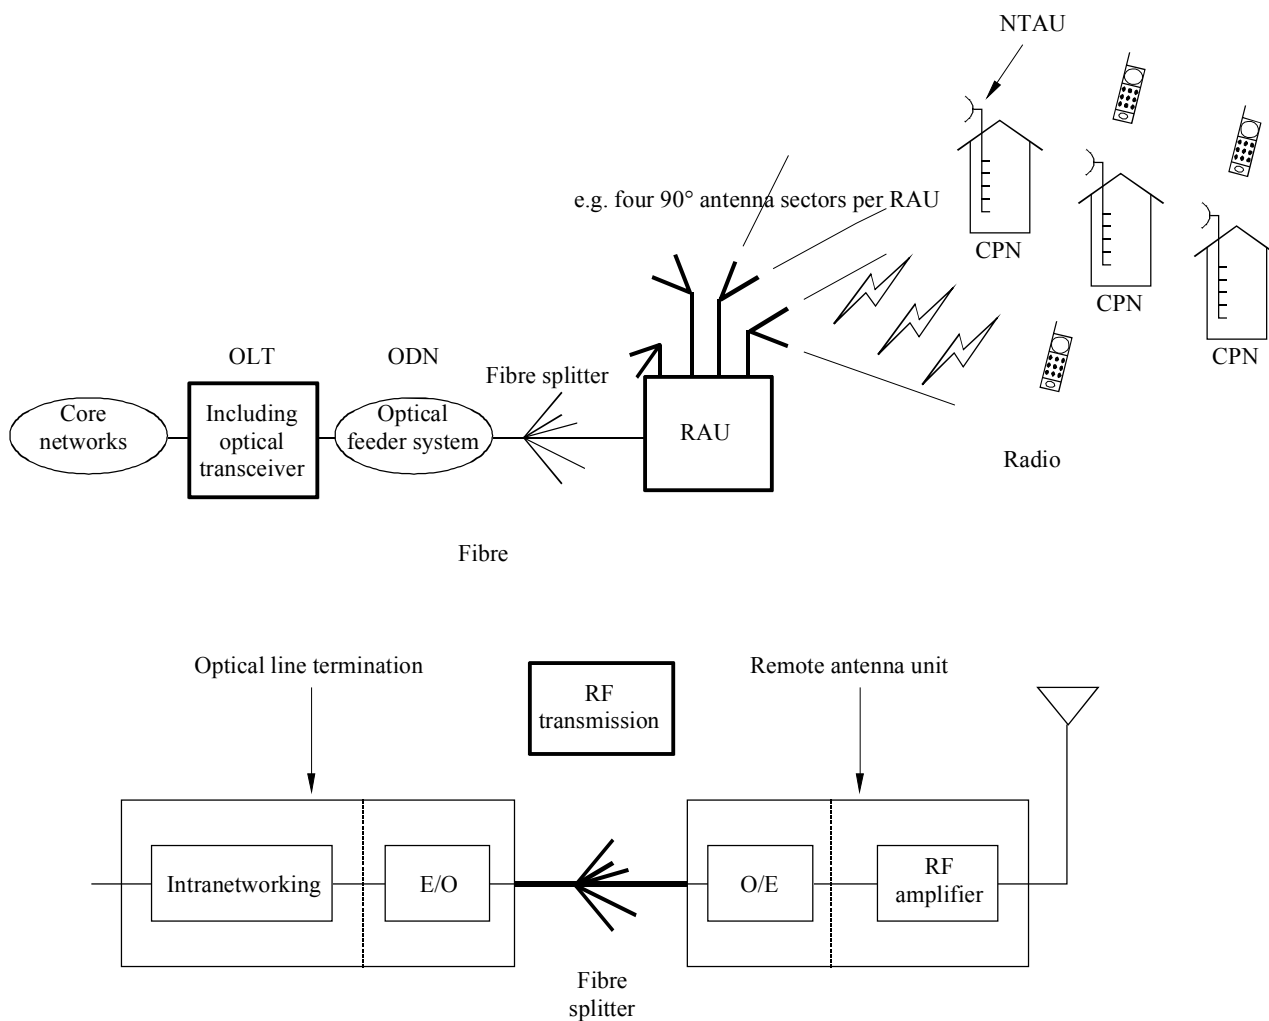 NTAU
e.g. four 90° antenna sectors per RAU
CPN
CPN
CPN
OLT
ODN
Fibre splitter
Core
networks
Including
optical
transceiver
Optical
feeder system
RAU
Radio
Fibre
Optical line termination
RF
transmission
Remote antenna unit
Intranetworking
E/O
O/E
RF
amplifier
Fibre
splitter